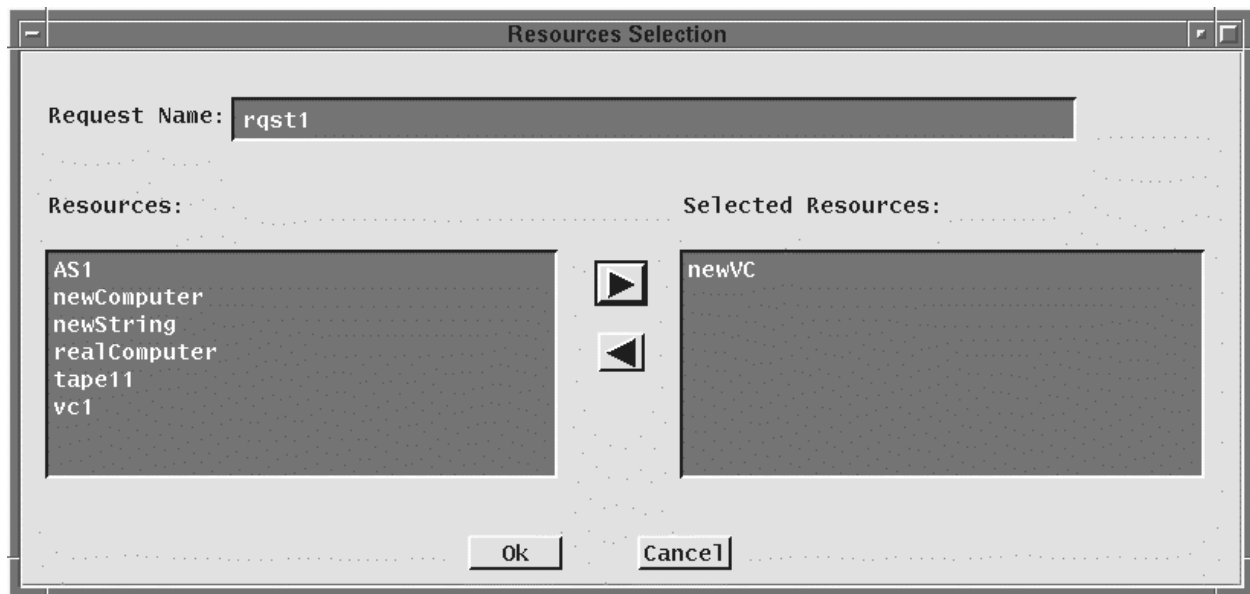 Resources Selection
Request Name: rqst1
Resources:
AS1
newComputer
newString
realComputer
tape11
vc1
Selected Resources:
newVC
Ok
Cancel